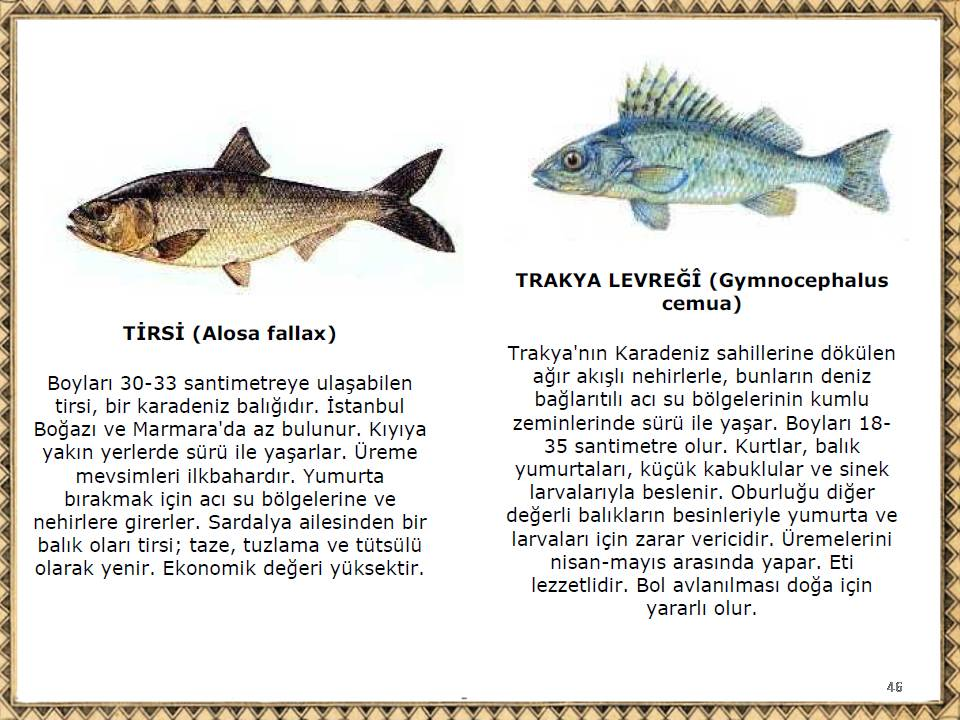 TİRSİ (Alosa fallax)
Boyları 30-33 santimetreye ulaşabilen
tirsi, bir karadeniz balığıdır. İstanbul
Boğazı ve Marmara'da az bulunur. Kıyıya
yakın yerlerde sürü ile yaşarlar. Üreme
mevsimleri ilkbahardır. Yumurta
bırakmak için acı su bölgelerine ve
nehirlere girerler. Sardalya ailesinden bir
balık oları tirsi; taze, tuzlama ve tütsülü
olarak yenir. Ekonomik değeri yüksektir.
TRAKYA LEVREĞÎ (Gymnocephalus
cemua)
Trakya'nın Karadeniz sahillerine dökülen
ağır akışlı nehirlerle, bunların deniz
bağlarıtılı acı su bölgelerinin kumlu
zeminlerinde sürü ile yaşar. Boyları 18-
35 santimetre olur. Kurtlar, balık
yumurtaları, küçük kabuklular ve sinek
larvalarıyla beslenir. Oburluğu diğer
değerli balıkların besinleriyle yumurta ve
larvaları için zarar vericidir. Üremelerini
nisan-mayıs arasında yapar. Eti
lezzetlidir. Bol avlanılması doğa için
yararlı olur.